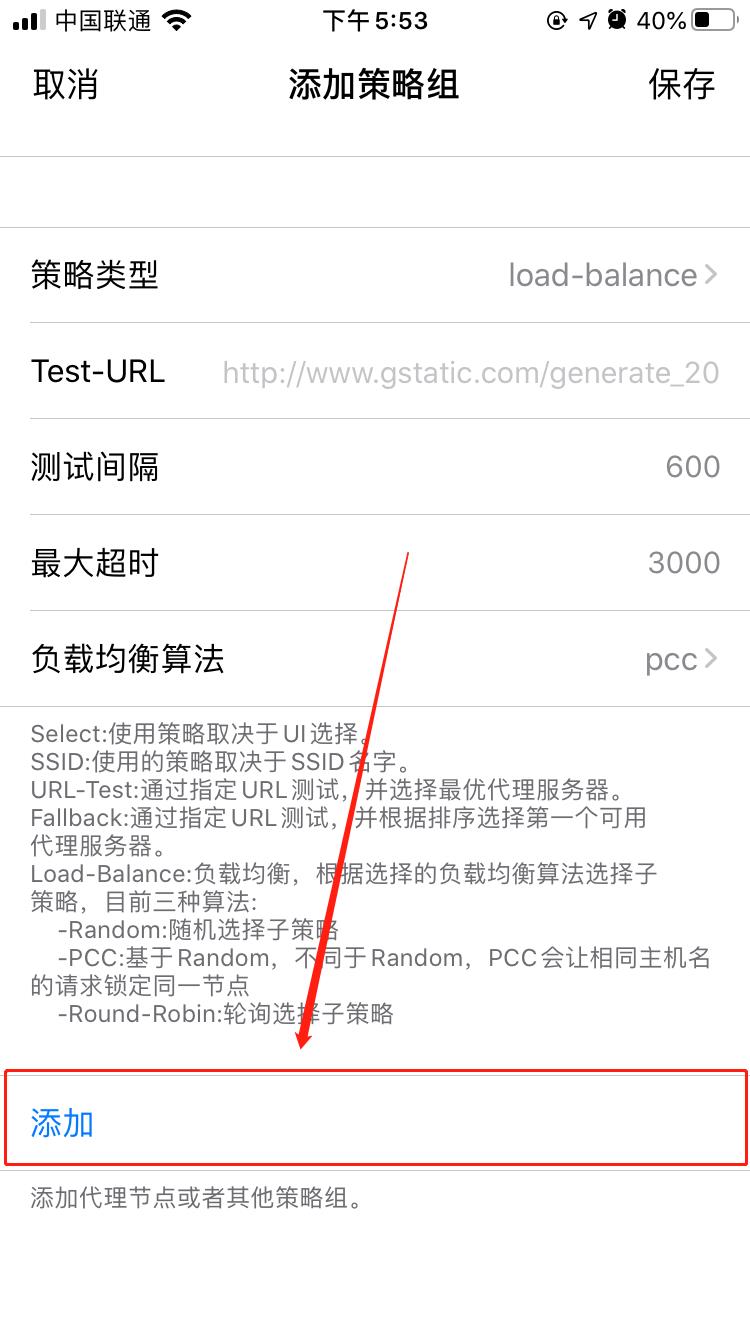 中国联通 下午5:53 40%
取消 添加策略组 保存
策略类型 load-balance
Test-URL http://www.gstatic.com/generate_20
测试间隔 600
最大超时 3000
负载均衡算法 pcc
Select:使用策略取决于UI选择。
SSID:使用的策略取决于SSID名字。
URL-Test:通过指定URL测试，并选择最优代理服务器。
Fallback:通过指定URL测试，并根据排序选择第一个可用
代理服务器。
Load-Balance:负载均衡，根据选择的负载均衡算法选择子
策略，目前三种算法:
-Random:随机选择子策略
-PCC:基于Random，不同于Random，PCC会让相同主机名
的请求锁定同一节点
-Round-Robin:轮询选择子策略
添加
添加代理节点或者其他策略组。